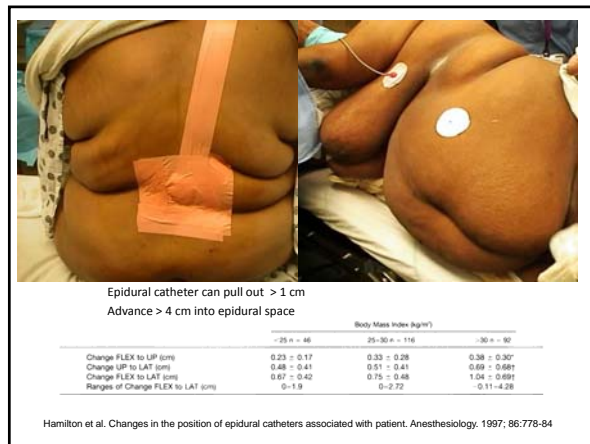 Epidural catheter can pull out > 1 cm
Advance > 4 cm into epidural space
Body Mass Index (kg/m²)
<25 n = 46 25–30 n = 116 >30 n = 92
Change FLEX to UP (cm) 0.23 ± 0.17 0.33 ± 0.28 0.38 ± 0.30*
Change UP to LAT (cm) 0.48 ± 0.41 0.51 ± 0.41 0.69 ± 0.68†
Change FLEX to LAT (cm) 0.67 ± 0.42 0.75 ± 0.48 1.04 ± 0.69†
Ranges of Change FLEX to LAT (cm) 0–1.9 0–2.72 -0.11–4.28
Hamilton et al. Changes in the position of epidural catheters associated with patient. Anesthesiology. 1997; 86:778-84